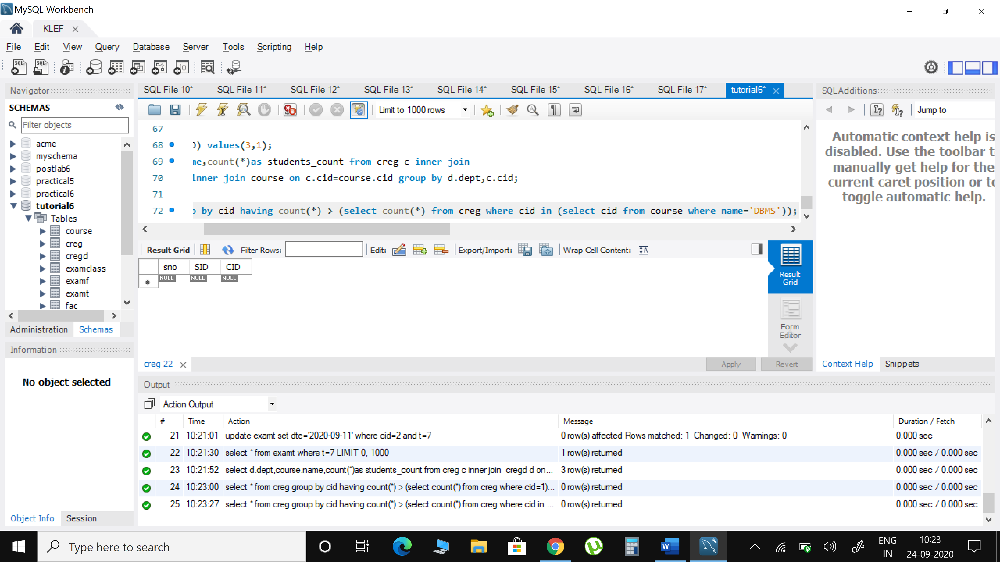 MySQL Workbench
KLEF
File Edit View Query Database Server Tools Scripting Help
Navigator
SCHEMAS
Filter objects
acme
myschema
postlab6
practical5
practical6
tutorial6
Tables
course
creg
cregd
examclass
examf
examt
fac
Administration Schemas
Information
No object selected
Object Info Session
SQL File 10* SQL File 11* SQL File 12* SQL File 13* SQL File 14* SQL File 15* SQL File 16* SQL File 17* tutorial6*
Limit to 1000 rows
67
68 ) values(3,1);
69 me,count(*)as students_count from creg c inner join
70 inner join course on c.cid=course.cid group by d.dept,c.cid;
71
72 by cid having count(*) > (select count(*) from creg where cid in (select cid from course where name='DBMS'));
Result Grid Filter Rows: Edit: Export/Import: Wrap Cell Content:
sno SID CID
NULL NULL NULL
Result Grid
Form Editor
creg 22
Apply Revert
SQLAdditions
Jump to
Automatic context help is
disabled. Use the toolbar t
manually get help for the
current caret position or to
toggle automatic help.
Context Help Snippets
Output
Action Output
# Time Action Message Duration / Fetch
21 10:21:01 update examt set dte='2020-09-11' where cid=2 and t=7 0 row(s) affected Rows matched: 1 Changed: 0 Warnings: 0 0.000 sec
22 10:21:30 select * from examt where t=7 LIMIT 0, 1000 1 row(s) returned 0.000 sec / 0.000 sec
23 10:21:52 select d.dept,course.name,count(*)as students_count from creg c inner join cregd d on... 3 row(s) returned 0.000 sec / 0.000 sec
24 10:23:00 select * from creg group by cid having count(*) > (select count(*) from creg where cid=1)... 0 row(s) returned 0.000 sec / 0.000 sec
25 10:23:27 select * from creg group by cid having count(*) > (select count(*) from creg where cid in ... 0 row(s) returned 0.000 sec / 0.000 sec
Type here to search
ENG
IN
10:23
24-09-2020